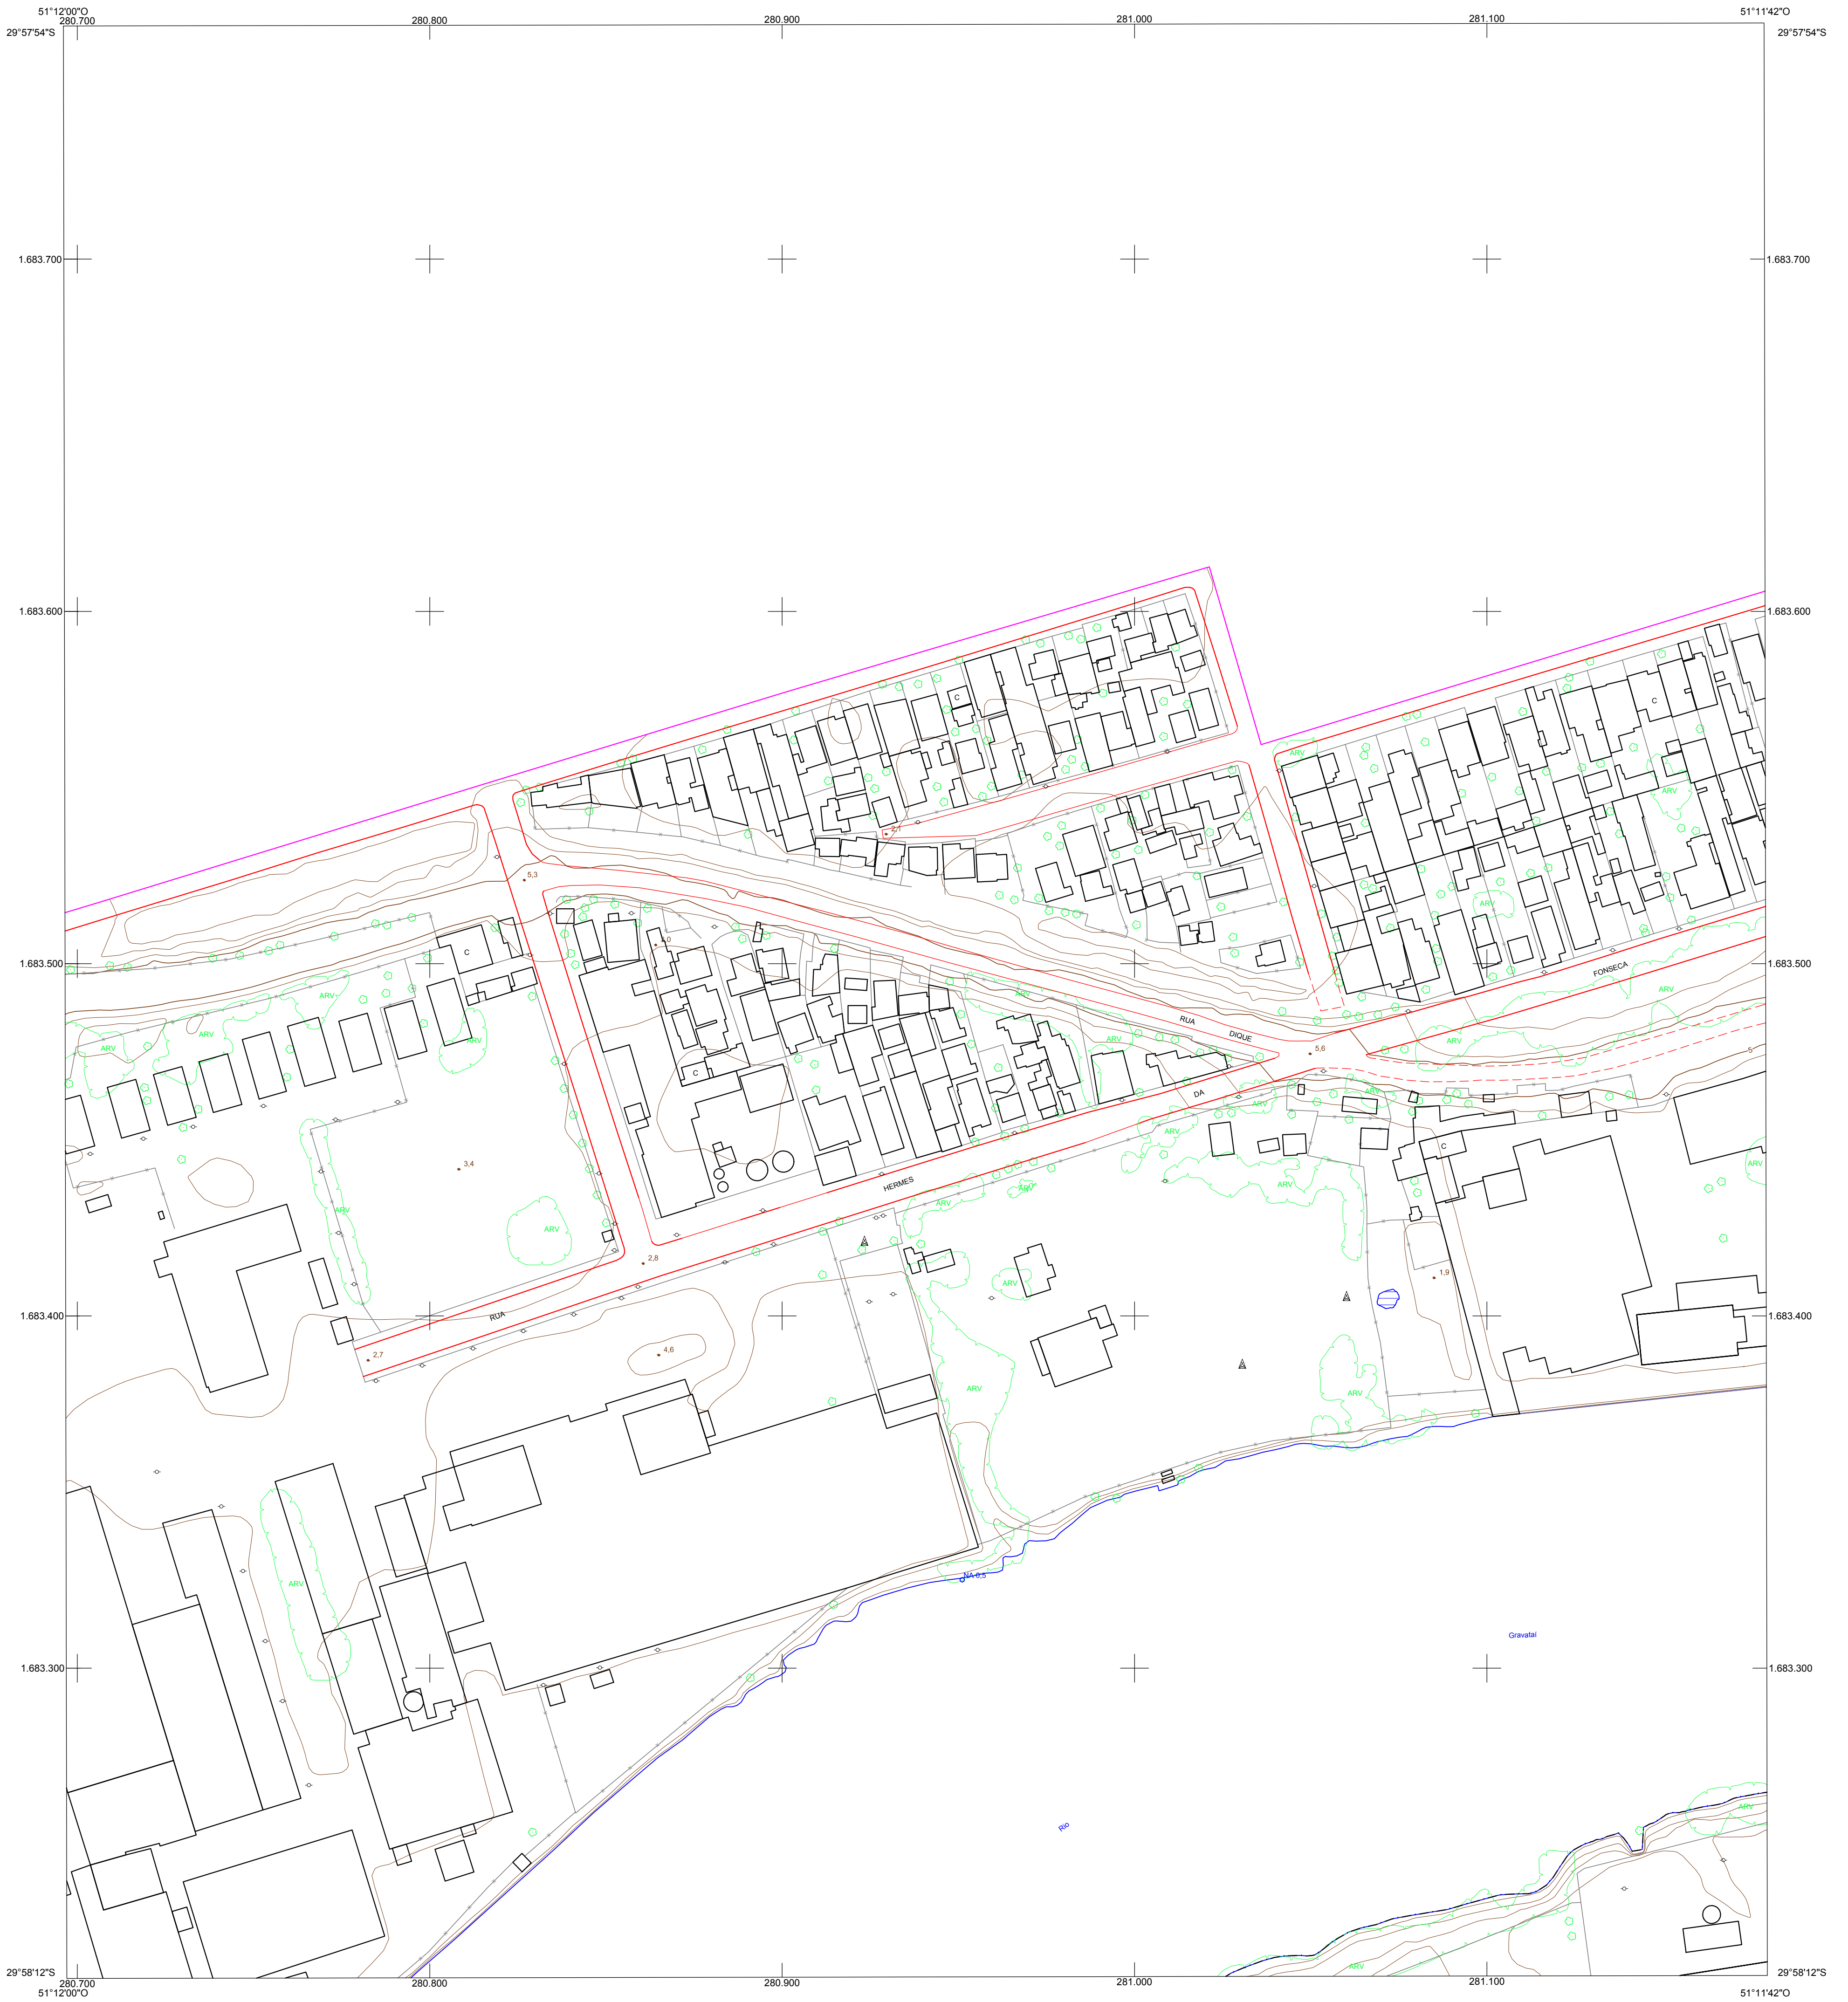 51°12'00"O
51°11'42"O
280.700
280.800
280.900
281.000
281.100
29°57'54"S
29°57'54"S
1.683.700
1.683.700
1.683.600
1.683.600
C
C
ARV
ARV
2,1
5,3
ARV
C
1.683.500
1.683.500
FONSECA
ARV
ARV
ARV
RUA
ARV
DIQUE
ARV
ARV
ARV
ARV
5,6
5
C
ARV
DA
ARV
ARV
ARV
C
3,4
ARV
HERMES
ARV
ARV
ARV
ARV
ARV
2,8
1,9
ARV
RUA
1.683.400
1.683.400
2,7
4,6
ARV
ARV
NA 0,5
ARV
Gravataí
1.683.300
1.683.300
ARV
Rio
ARV
29°58'12"S
29°58'12"S
280.700
280.800
280.900
281.000
281.100
51°12'00"O
51°11'42"O